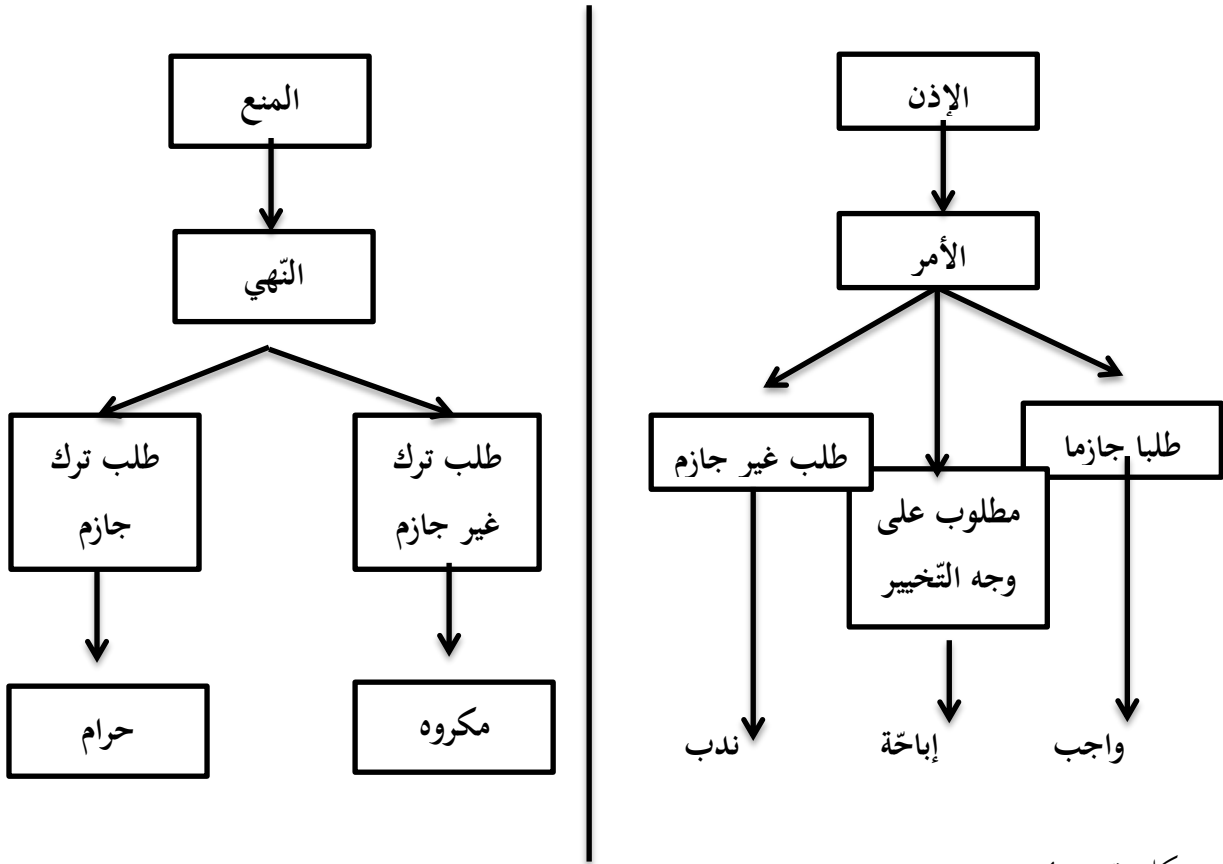 الإذن
الأمر
طلبا جازما
مطلوب على
وجه التّخيير
طلب غير جازم
واجب
إباحّة
ندب
المنع
النّهي
طلب ترك
غير جازم
طلب ترك
جازم
مكروه
حرام